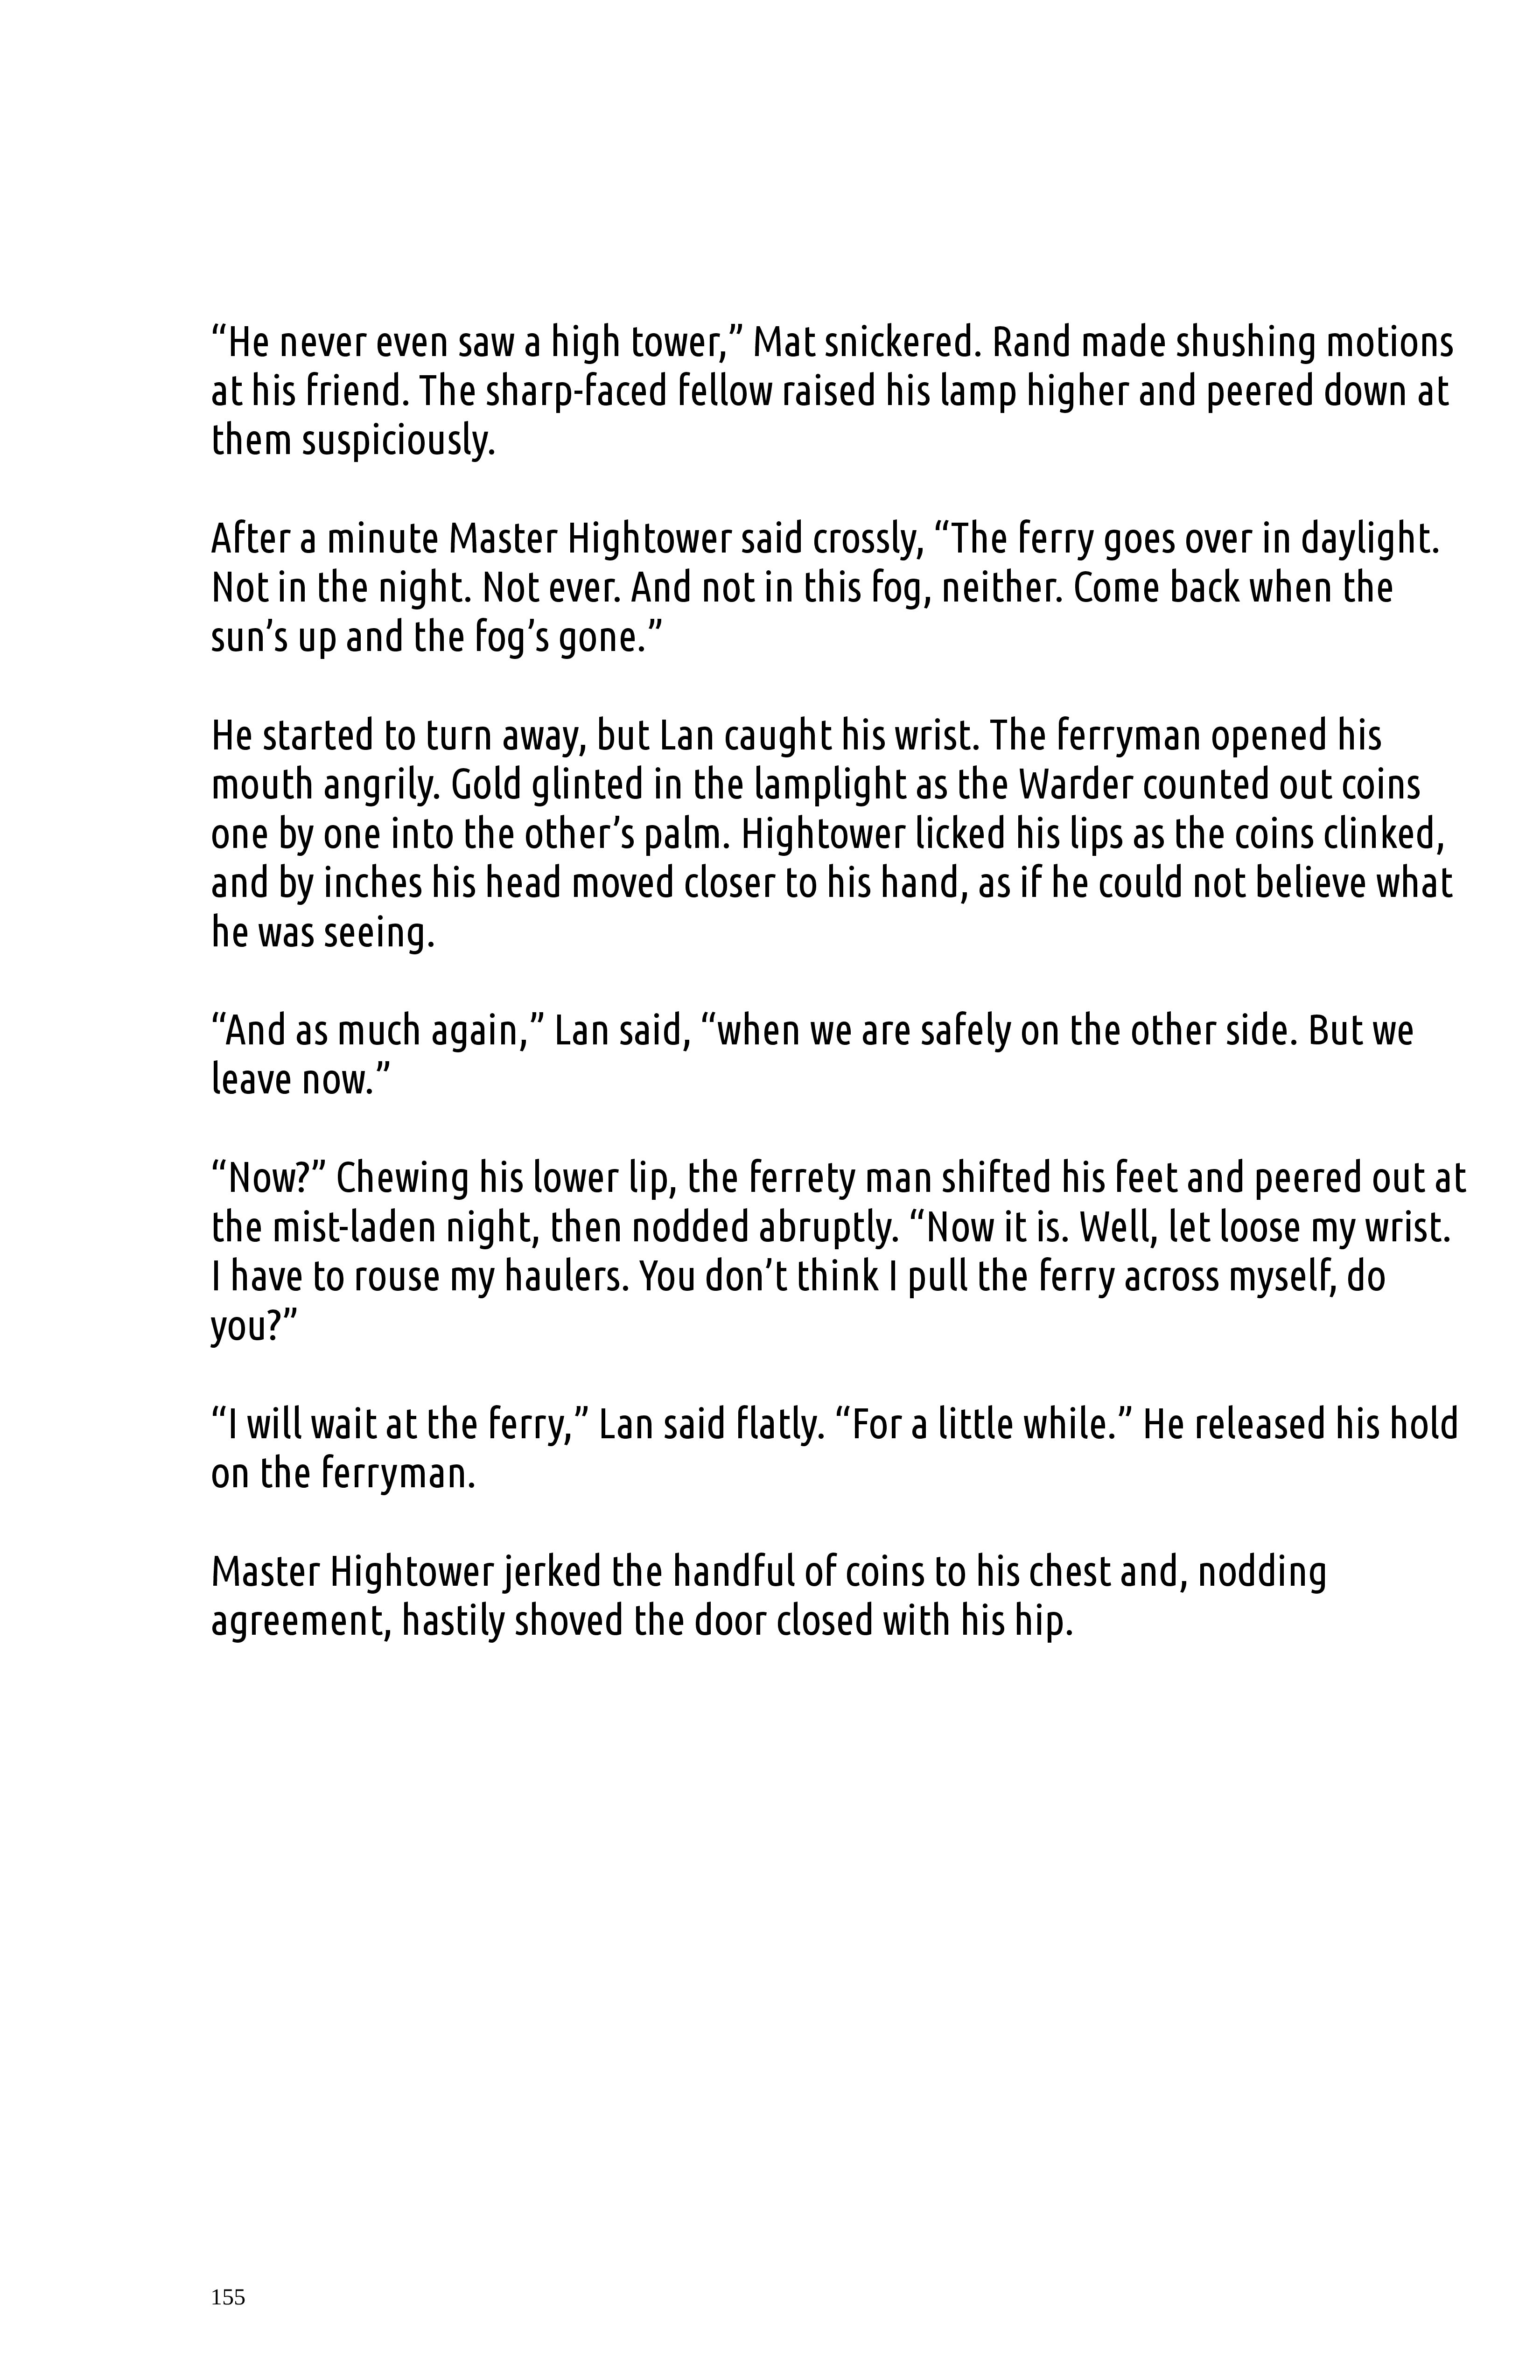 “He never even saw a high tower,” Mat snickered. Rand made shushing motions
at his friend. The sharp-faced fellow raised his lamp higher and peered down at
them suspiciously.
After a minute Master Hightower said crossly, “The ferry goes over in daylight.
Not in the night. Not ever. And not in this fog, neither. Come back when the
sun’s up and the fog’s gone.”
He started to turn away, but Lan caught his wrist. The ferryman opened his
mouth angrily. Gold glinted in the lamplight as the Warder counted out coins
one by one into the other’s palm. Hightower licked his lips as the coins clinked,
and by inches his head moved closer to his hand, as if he could not believe what
he was seeing.
“And as much again,” Lan said, “when we are safely on the other side. But we
leave now.”
“Now?” Chewing his lower lip, the ferrety man shifted his feet and peered out at
the mist-laden night, then nodded abruptly. “Now it is. Well, let loose my wrist.
I have to rouse my haulers. You don’t think I pull the ferry across myself, do
you?”
“I will wait at the ferry,” Lan said flatly. “For a little while.” He released his hold
on the ferryman.
Master Hightower jerked the handful of coins to his chest and, nodding
agreement, hastily shoved the door closed with his hip.
155